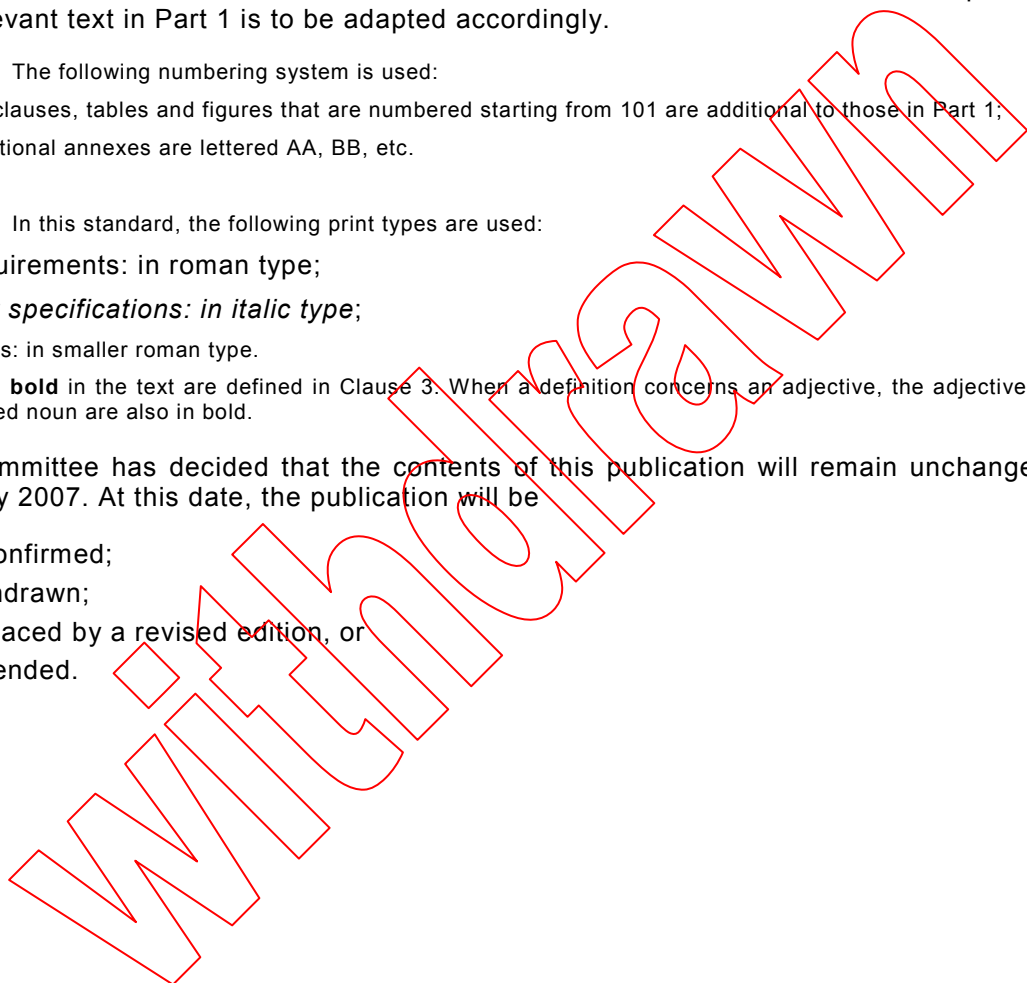 evant text in Part 1 is to be adapted accordingly.
The following numbering system is used:
clauses, tables and figures that are numbered starting from 101 are additional to those in Part 1;
tional annexes are lettered AA, BB, etc.
In this standard, the following print types are used:
uirements: in roman type;
specifications: in italic type;
s: in smaller roman type.
bold in the text are defined in Clause 3. When a definition concerns an adjective, the adjective
ed noun are also in bold.
mmittee has decided that the contents of this publication will remain unchange
y 2007. At this date, the publication will be
onfirmed;
hdrawn;
laced by a revised edition, or
ended.
withdrawn